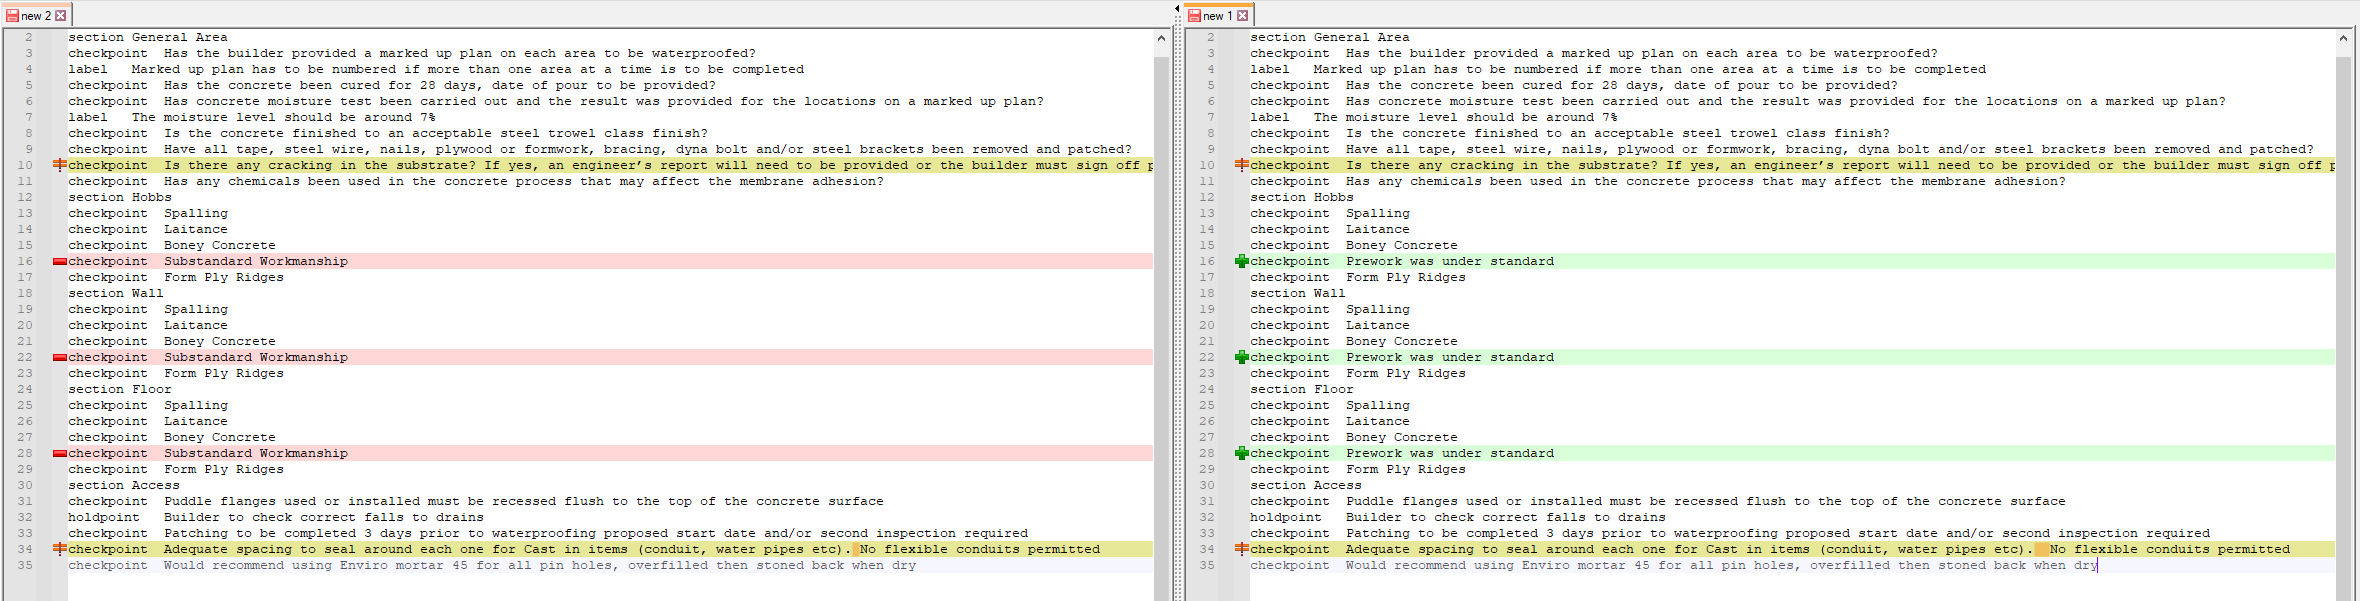 new 2
2 section General Area
3 checkpoint Has the builder provided a marked up plan on each area to be waterproofed?
4 label Marked up plan has to be numbered if more than one area at a time is to be completed
5 checkpoint Has the concrete been cured for 28 days, date of pour to be provided?
6 checkpoint Has concrete moisture test been carried out and the result was provided for the locations on a marked up plan?
7 label The moisture level should be around 7%
8 checkpoint Is the concrete finished to an acceptable steel trowel class finish?
9 checkpoint Have all tape, steel wire, nails, plywood or formwork, bracing, dyna bolt and/or steel brackets been removed and patched?
10 checkpoint Is there any cracking in the substrate? If yes, an engineer’s report will need to be provided or the builder must sign off p
11 checkpoint Has any chemicals been used in the concrete process that may affect the membrane adhesion?
12 section Hobbs
13 checkpoint Spalling
14 checkpoint Laitance
15 checkpoint Boney Concrete
16 checkpoint Substandard Workmanship
17 checkpoint Form Ply Ridges
18 section Wall
19 checkpoint Spalling
20 checkpoint Laitance
21 checkpoint Boney Concrete
22 checkpoint Substandard Workmanship
23 checkpoint Form Ply Ridges
24 section Floor
25 checkpoint Spalling
26 checkpoint Laitance
27 checkpoint Boney Concrete
28 checkpoint Substandard Workmanship
29 checkpoint Form Ply Ridges
30 section Access
31 checkpoint Puddle flanges used or installed must be recessed flush to the top of the concrete surface
32 holdpoint Builder to check correct falls to drains
33 checkpoint Patching to be completed 3 days prior to waterproofing proposed start date and/or second inspection required
34 checkpoint Adequate spacing to seal around each one for Cast in items (conduit, water pipes etc). No flexible conduits permitted
35 checkpoint Would recommend using Enviro mortar 45 for all pin holes, overfilled then stoned back when dry
new 1
2 section General Area
3 checkpoint Has the builder provided a marked up plan on each area to be waterproofed?
4 label Marked up plan has to be numbered if more than one area at a time is to be completed
5 checkpoint Has the concrete been cured for 28 days, date of pour to be provided?
6 checkpoint Has concrete moisture test been carried out and the result was provided for the locations on a marked up plan?
7 label The moisture level should be around 7%
8 checkpoint Is the concrete finished to an acceptable steel trowel class finish?
9 checkpoint Have all tape, steel wire, nails, plywood or formwork, bracing, dyna bolt and/or steel brackets been removed and patched?
10 checkpoint Is there any cracking in the substrate? If yes, an engineer’s report will need to be provided or the builder must sign off p
11 checkpoint Has any chemicals been used in the concrete process that may affect the membrane adhesion?
12 section Hobbs
13 checkpoint Spalling
14 checkpoint Laitance
15 checkpoint Boney Concrete
16 checkpoint Prework was under standard
17 checkpoint Form Ply Ridges
18 section Wall
19 checkpoint Spalling
20 checkpoint Laitance
21 checkpoint Boney Concrete
22 checkpoint Prework was under standard
23 checkpoint Form Ply Ridges
24 section Floor
25 checkpoint Spalling
26 checkpoint Laitance
27 checkpoint Boney Concrete
28 checkpoint Prework was under standard
29 checkpoint Form Ply Ridges
30 section Access
31 checkpoint Puddle flanges used or installed must be recessed flush to the top of the concrete surface
32 holdpoint Builder to check correct falls to drains
33 checkpoint Patching to be completed 3 days prior to waterproofing proposed start date and/or second inspection required
34 checkpoint Adequate spacing to seal around each one for Cast in items (conduit, water pipes etc). No flexible conduits permitted
35 checkpoint Would recommend using Enviro mortar 45 for all pin holes, overfilled then stoned back when dry